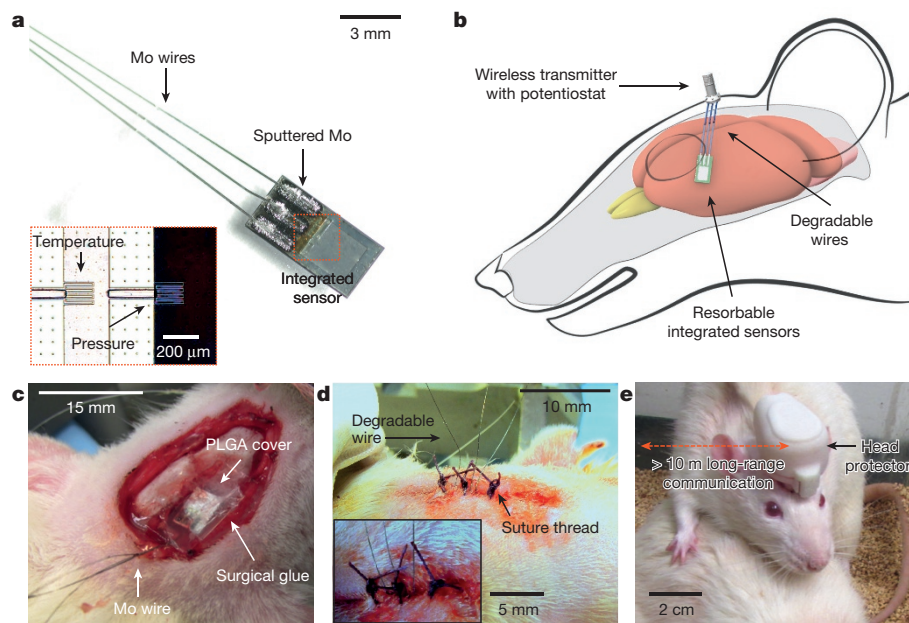 a
3 mm
Mo wires
Sputtered Mo
Integrated
sensor
Temperature
Pressure
200 μm
b
Wireless transmitter
with potentiostat
Degradable
wires
Resorbable
integrated sensors
c
15 mm
PLGA cover
Surgical glue
Mo wire
d
Degradable
wire
10 mm
Suture thread
5 mm
e
Head
protector
> 10 m long-range
communication
2 cm